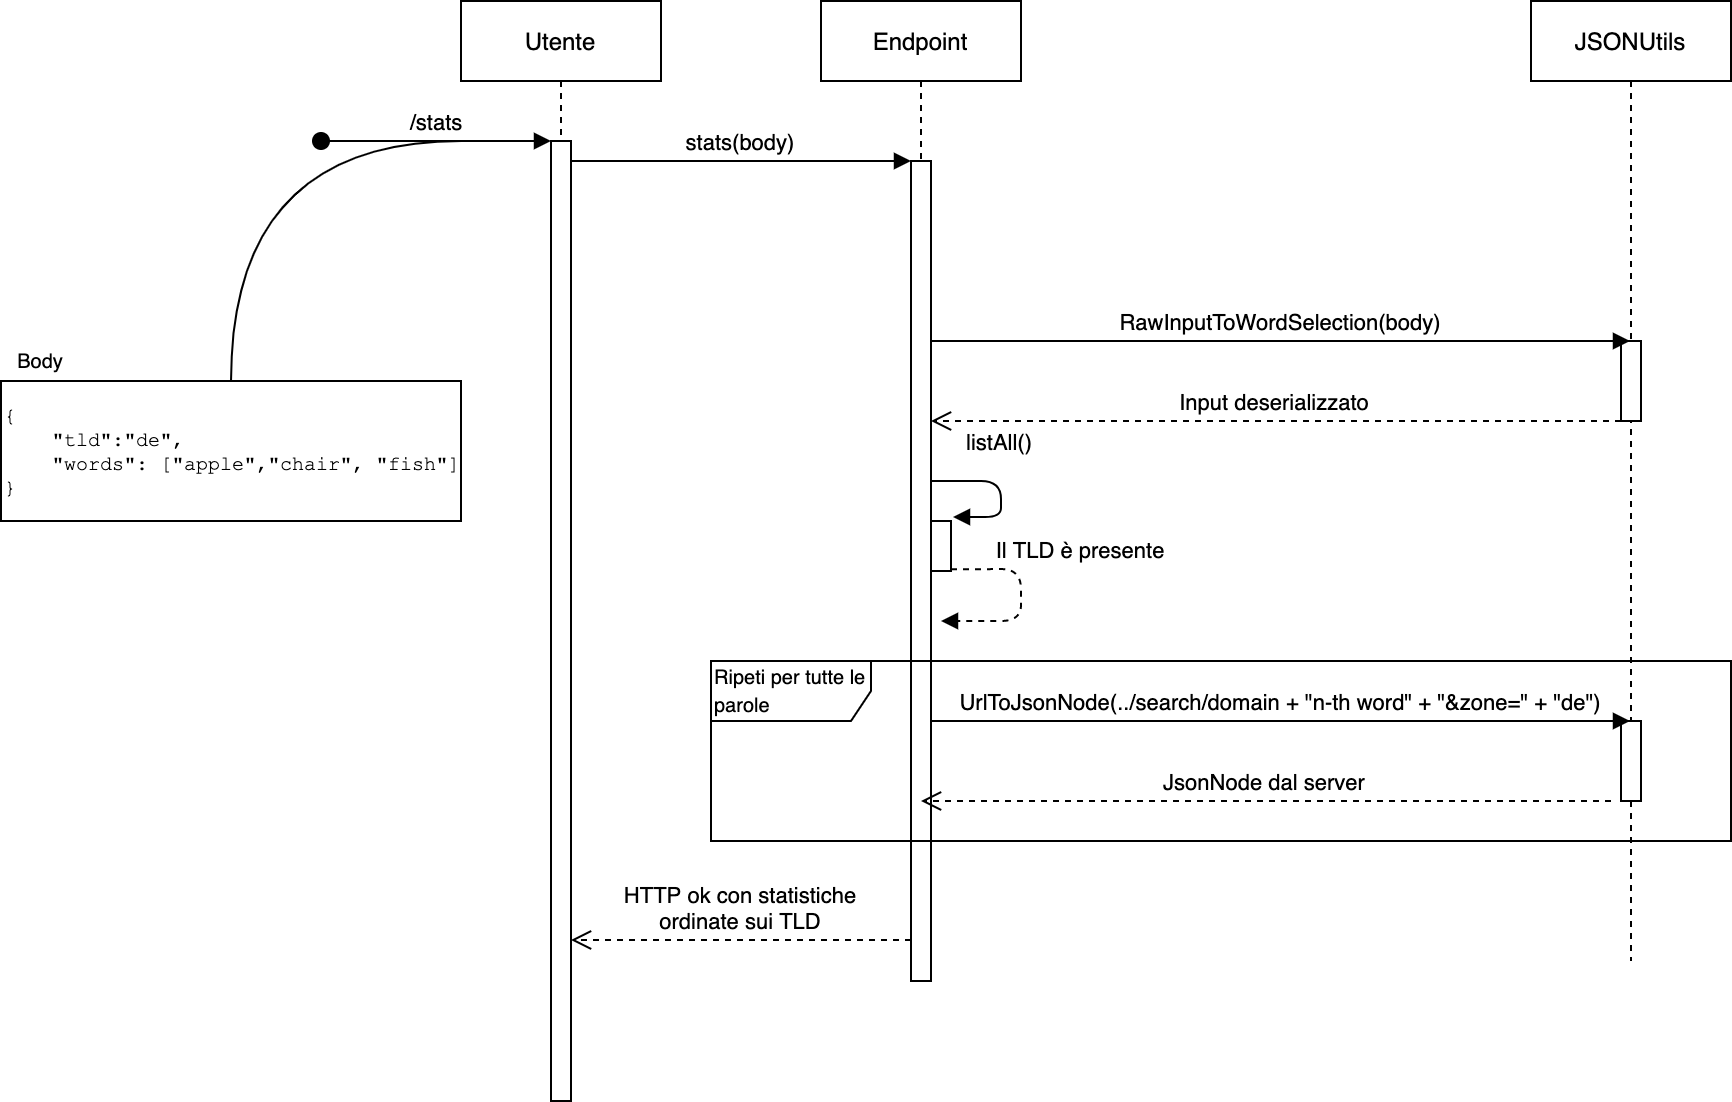 Utente
Endpoint
JSONUtils
/stats
stats(body)
RawInputToWordSelection(body)
Body
{
    "tld":"de",
    "words": ["apple","chair", "fish"]
}
Input deserializzato
listAll()
Il TLD è presente
Ripeti per tutte le
parole
UrlToJsonNode(../search/domain + "n-th word" + "&zone=" + "de")
JsonNode dal server
HTTP ok con statistiche
ordinate sui TLD